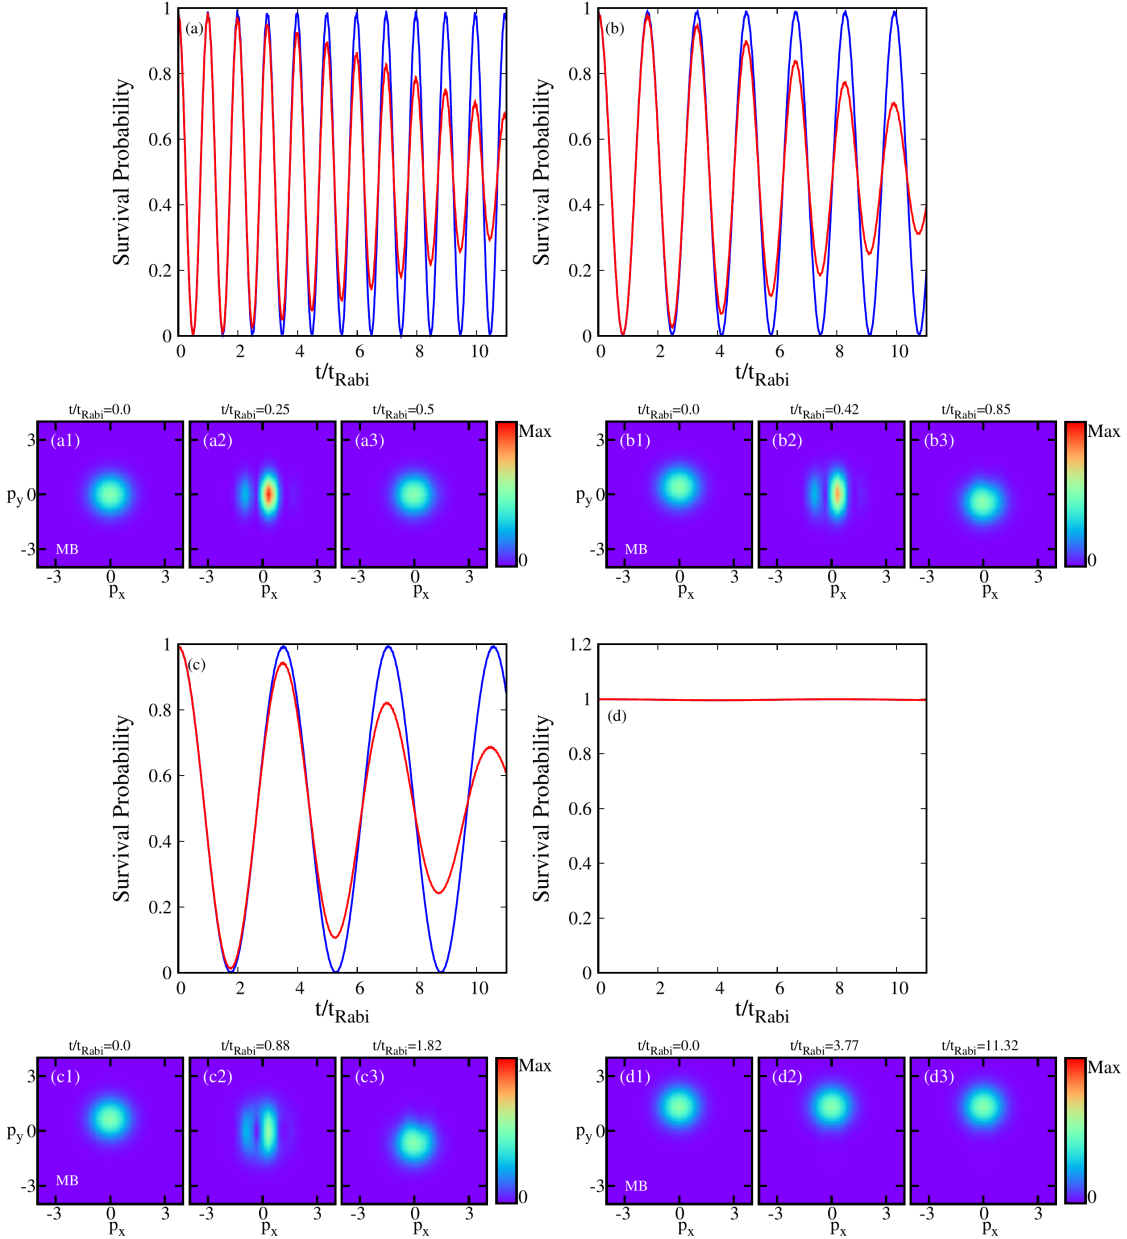 (a)
1
0.8
0.6
0.4
0.2
0
Survival Probability
0 2 4 6 8 10
t/tRabi
(b)
1
0.8
0.6
0.4
0.2
0
Survival Probability
0 2 4 6 8 10
t/tRabi
t/tRabi=0.0 t/tRabi=0.25 t/tRabi=0.5
(a1) (a2) (a3)
3
py 0
-3
MB
Max
0
-3 0 3 -3 0 3 -3 0 3
px px px
t/tRabi=0.0 t/tRabi=0.42 t/tRabi=0.85
(b1) (b2) (b3)
3
py 0
-3
MB
Max
0
-3 0 3 -3 0 3 -3 0 3
px px px
(c)
1
0.8
0.6
0.4
0.2
0
Survival Probability
0 2 4 6 8 10
t/tRabi
(d)
1.2
1
0.8
0.6
0.4
0.2
0
Survival Probability
0 2 4 6 8 10
t/tRabi
t/tRabi=0.0 t/tRabi=0.88 t/tRabi=1.82
(c1) (c2) (c3)
3
py 0
-3
MB
Max
0
-3 0 3 -3 0 3 -3 0 3
px px px
t/tRabi=0.0 t/tRabi=3.77 t/tRabi=11.32
(d1) (d2) (d3)
3
py 0
-3
MB
Max
0
-3 0 3 -3 0 3 -3 0 3
px px px